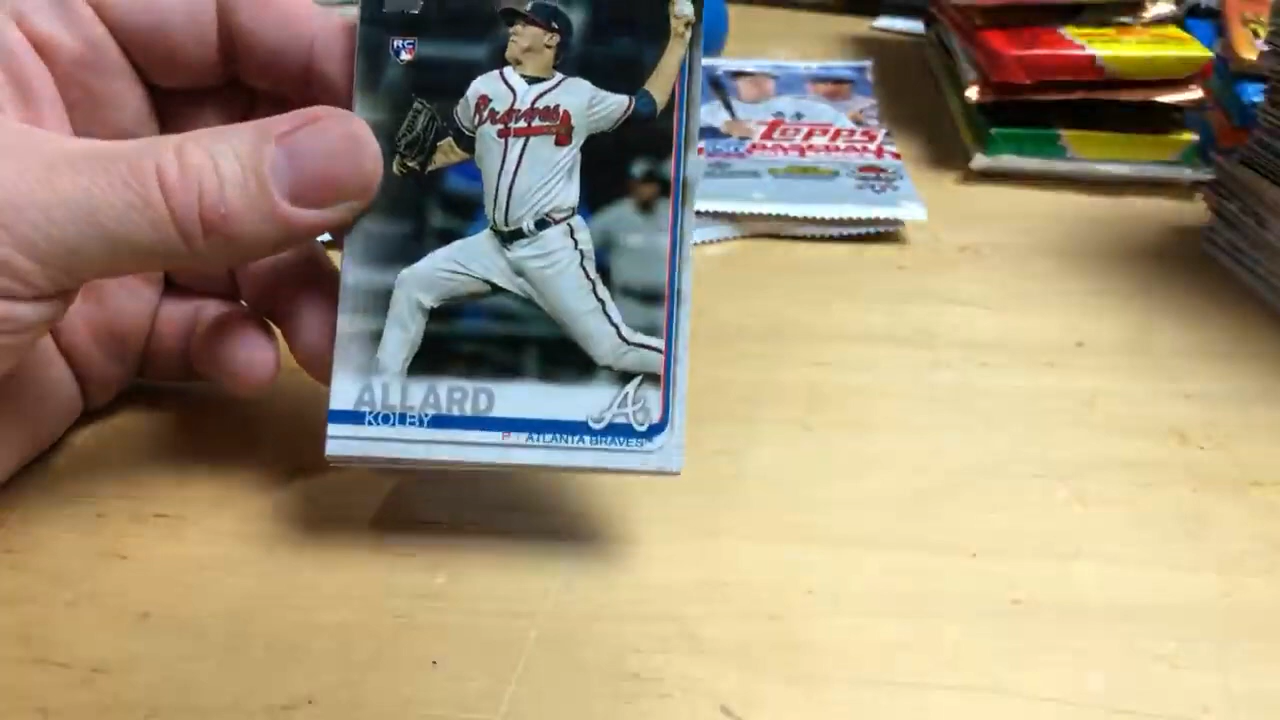 RC
Braves
ALLARD
KOLBY
A
P | ATLANTA BRAVES
Topps
BASEBALL